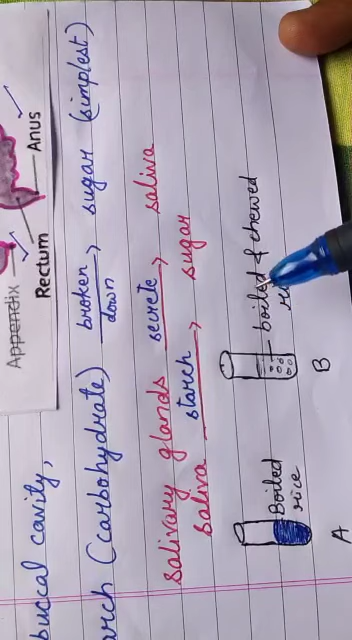 Appendix
Anus
Rectum
buccal cavity,
arch (carbohydrate) broken down → sugar (simplest)
salivary glands secrete → saliva
saliva starch → sugar
Boiled rice
boiled & chewed
A
B